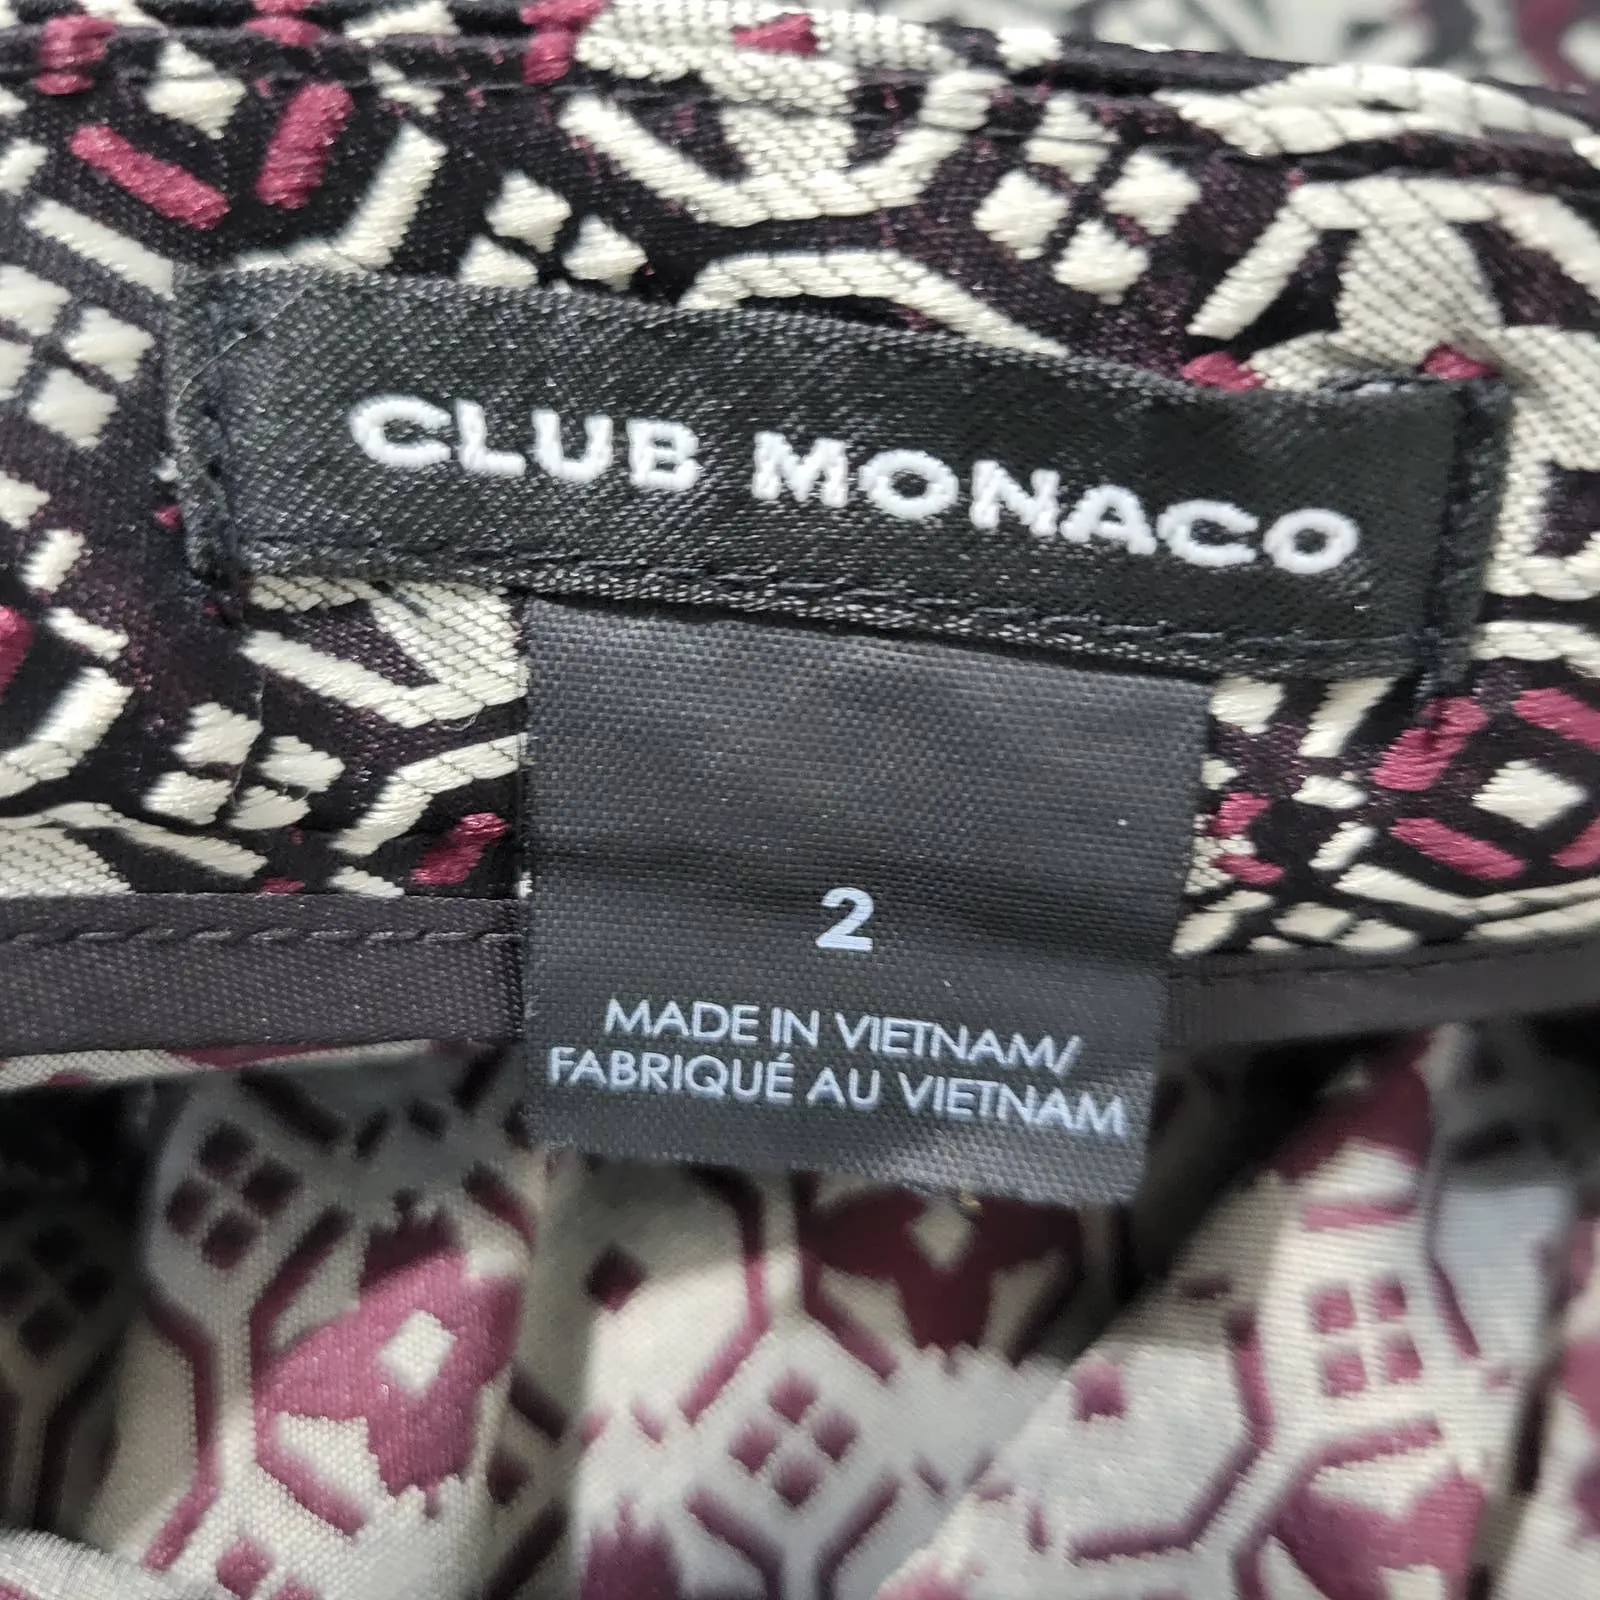 CLUB MONACO
2
MADE IN VIETNAM/
FABRIQUÉ AU VIETNAM